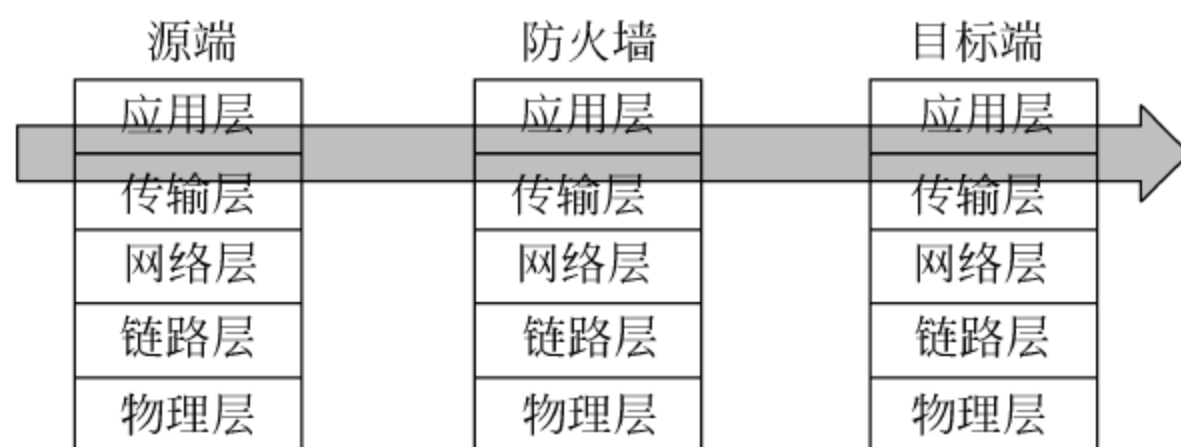 源端 防火墙 目标端
应用层 应用层 应用层
传输层 传输层 传输层
网络层 网络层 网络层
链路层 链路层 链路层
物理层 物理层 物理层